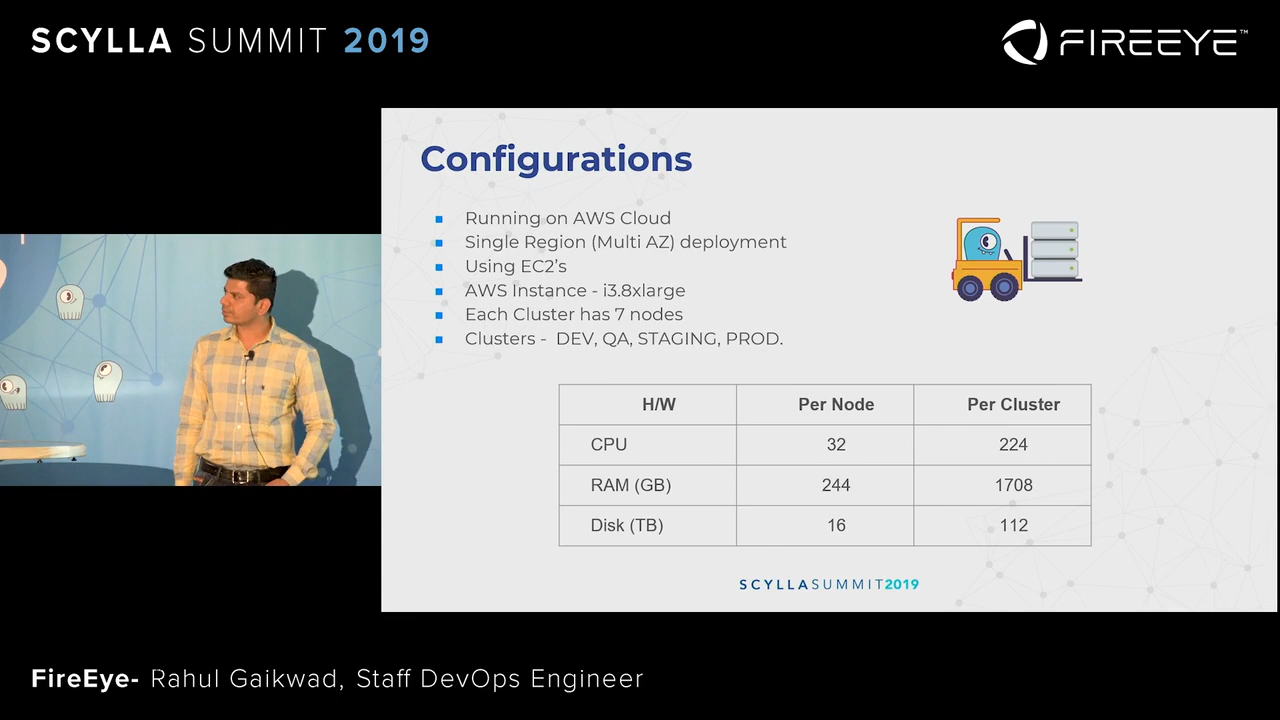 SCYLLA SUMMIT 2019
FIREEYE™
Configurations
Running on AWS Cloud
Single Region (Multi AZ) deployment
Using EC2's
AWS Instance - i3.8xlarge
Each Cluster has 7 nodes
Clusters - DEV, QA, STAGING, PROD.
H/W Per Node Per Cluster
CPU 32 224
RAM (GB) 244 1708
Disk (TB) 16 112
SCYLLASUMMIT2019
FireEye- Rahul Gaikwad, Staff DevOps Engineer